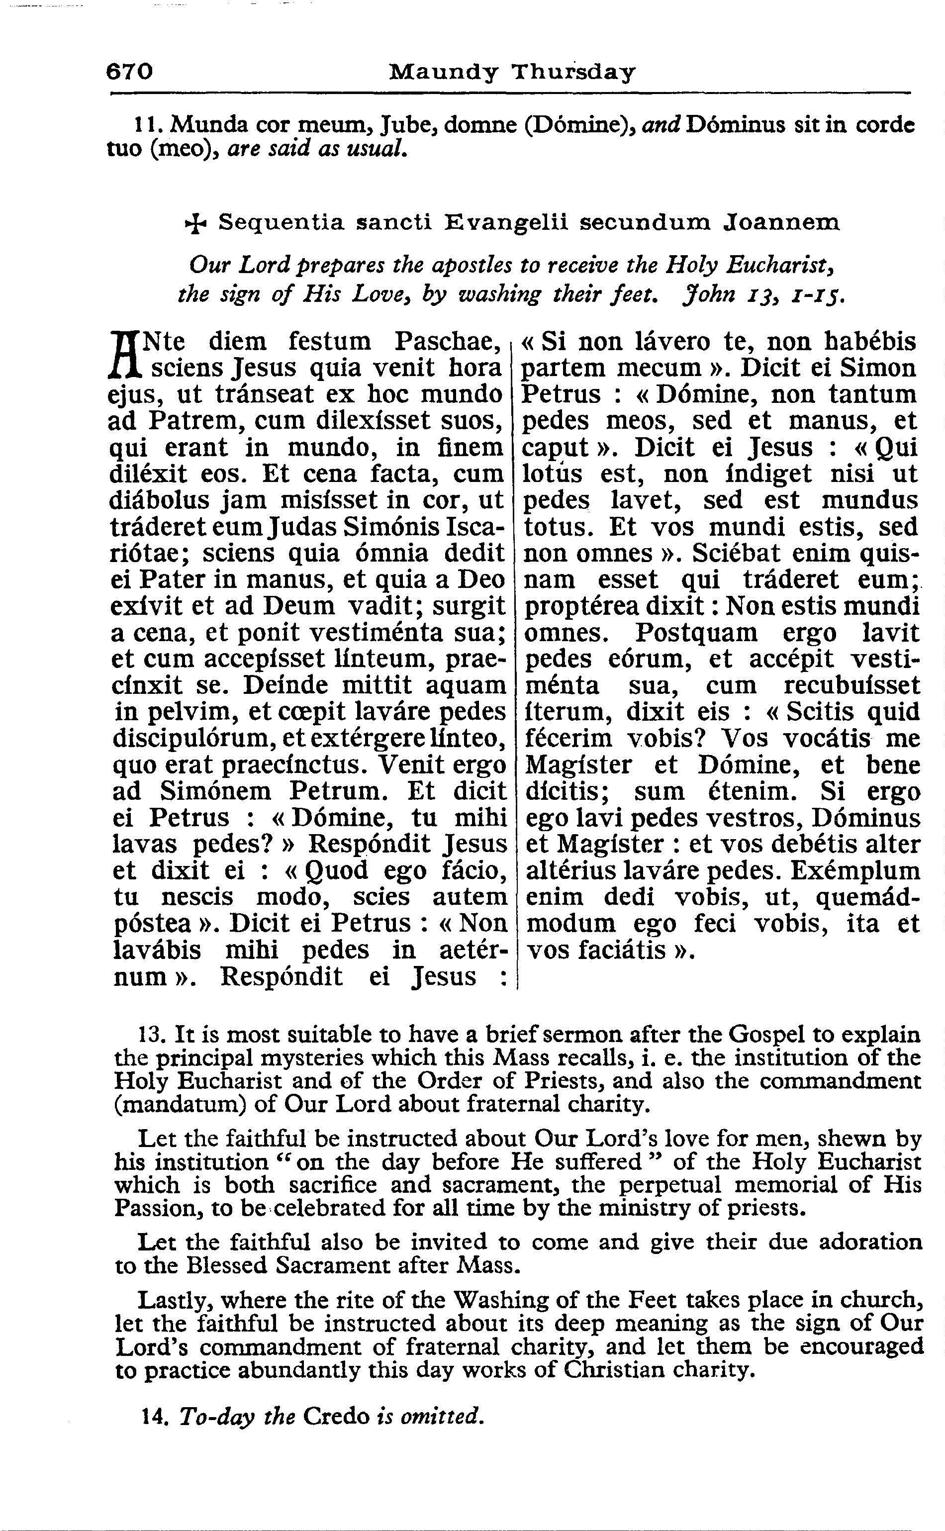 670 Maundy Thursday
11. Munda cor meum, Jube, domne (Dómine), and Dóminus sit in corde
tuo (meo), are said as usual.
✠ Sequentia sancti Evangelii secundum Joannem
Our Lord prepares the apostles to receive the Holy Eucharist,
the sign of His Love, by washing their feet. John 13, 1-15.
ANte diem festum Paschae,
sciens Jesus quia venit hora
ejus, ut tránseat ex hoc mundo
ad Patrem, cum dilexísset suos,
qui erant in mundo, in finem
diléxit eos. Et cena facta, cum
diábolus jam misísset in cor, ut
tráderet eum Judas Simónis Isca-
riótae; sciens quia ómnia dedit
ei Pater in manus, et quia a Deo
exívit et ad Deum vadit; surgit
a cena, et ponit vestiménta sua;
et cum accepísset línteum, prae-
cínxit se. Deínde mittit aquam
in pelvim, et cœpit laváre pedes
discipulórum, et extérgere línteo,
quo erat praecínctus. Venit ergo
ad Simónem Petrum. Et dicit
ei Petrus : « Dómine, tu mihi
lavas pedes? » Respóndit Jesus
et dixit ei : « Quod ego fácio,
tu nescis modo, scies autem
póstea ». Dicit ei Petrus : « Non
lavábis mihi pedes in aetér-
num ». Respóndit ei Jesus :
« Si non lávero te, non habébis
partem mecum ». Dicit ei Simon
Petrus : « Dómine, non tantum
pedes meos, sed et manus, et
caput ». Dicit ei Jesus : « Qui
lotus est, non índiget nisi ut
pedes lavet, sed est mundus
totus. Et vos mundi estis, sed
non omnes ». Sciébat enim quis-
nam esset qui tráderet eum;
proptérea dixit : Non estis mundi
omnes. Postquam ergo lavit
pedes eórum, et accépit vesti-
ménta sua, cum recubuísset
íterum, dixit eis : « Scitis quid
fécerim vobis? Vos vocátis me
Magíster et Dómine, et bene
dícitis; sum étenim. Si ergo
ego lavi pedes vestros, Dóminus
et Magíster : et vos debétis alter
altérius laváre pedes. Exémplum
enim dedi vobis, ut, quemád-
modum ego feci vobis, ita et
vos faciátis ».
13. It is most suitable to have a brief sermon after the Gospel to explain
the principal mysteries which this Mass recalls, i. e. the institution of the
Holy Eucharist and of the Order of Priests, and also the commandment
(mandatum) of Our Lord about fraternal charity.
Let the faithful be instructed about Our Lord's love for men, shewn by
his institution “ on the day before He suffered ” of the Holy Eucharist
which is both sacrifice and sacrament, the perpetual memorial of His
Passion, to be celebrated for all time by the ministry of priests.
Let the faithful also be invited to come and give their due adoration
to the Blessed Sacrament after Mass.
Lastly, where the rite of the Washing of the Feet takes place in church,
let the faithful be instructed about its deep meaning as the sign of Our
Lord's commandment of fraternal charity, and let them be encouraged
to practice abundantly this day works of Christian charity.
14. To-day the Credo is omitted.